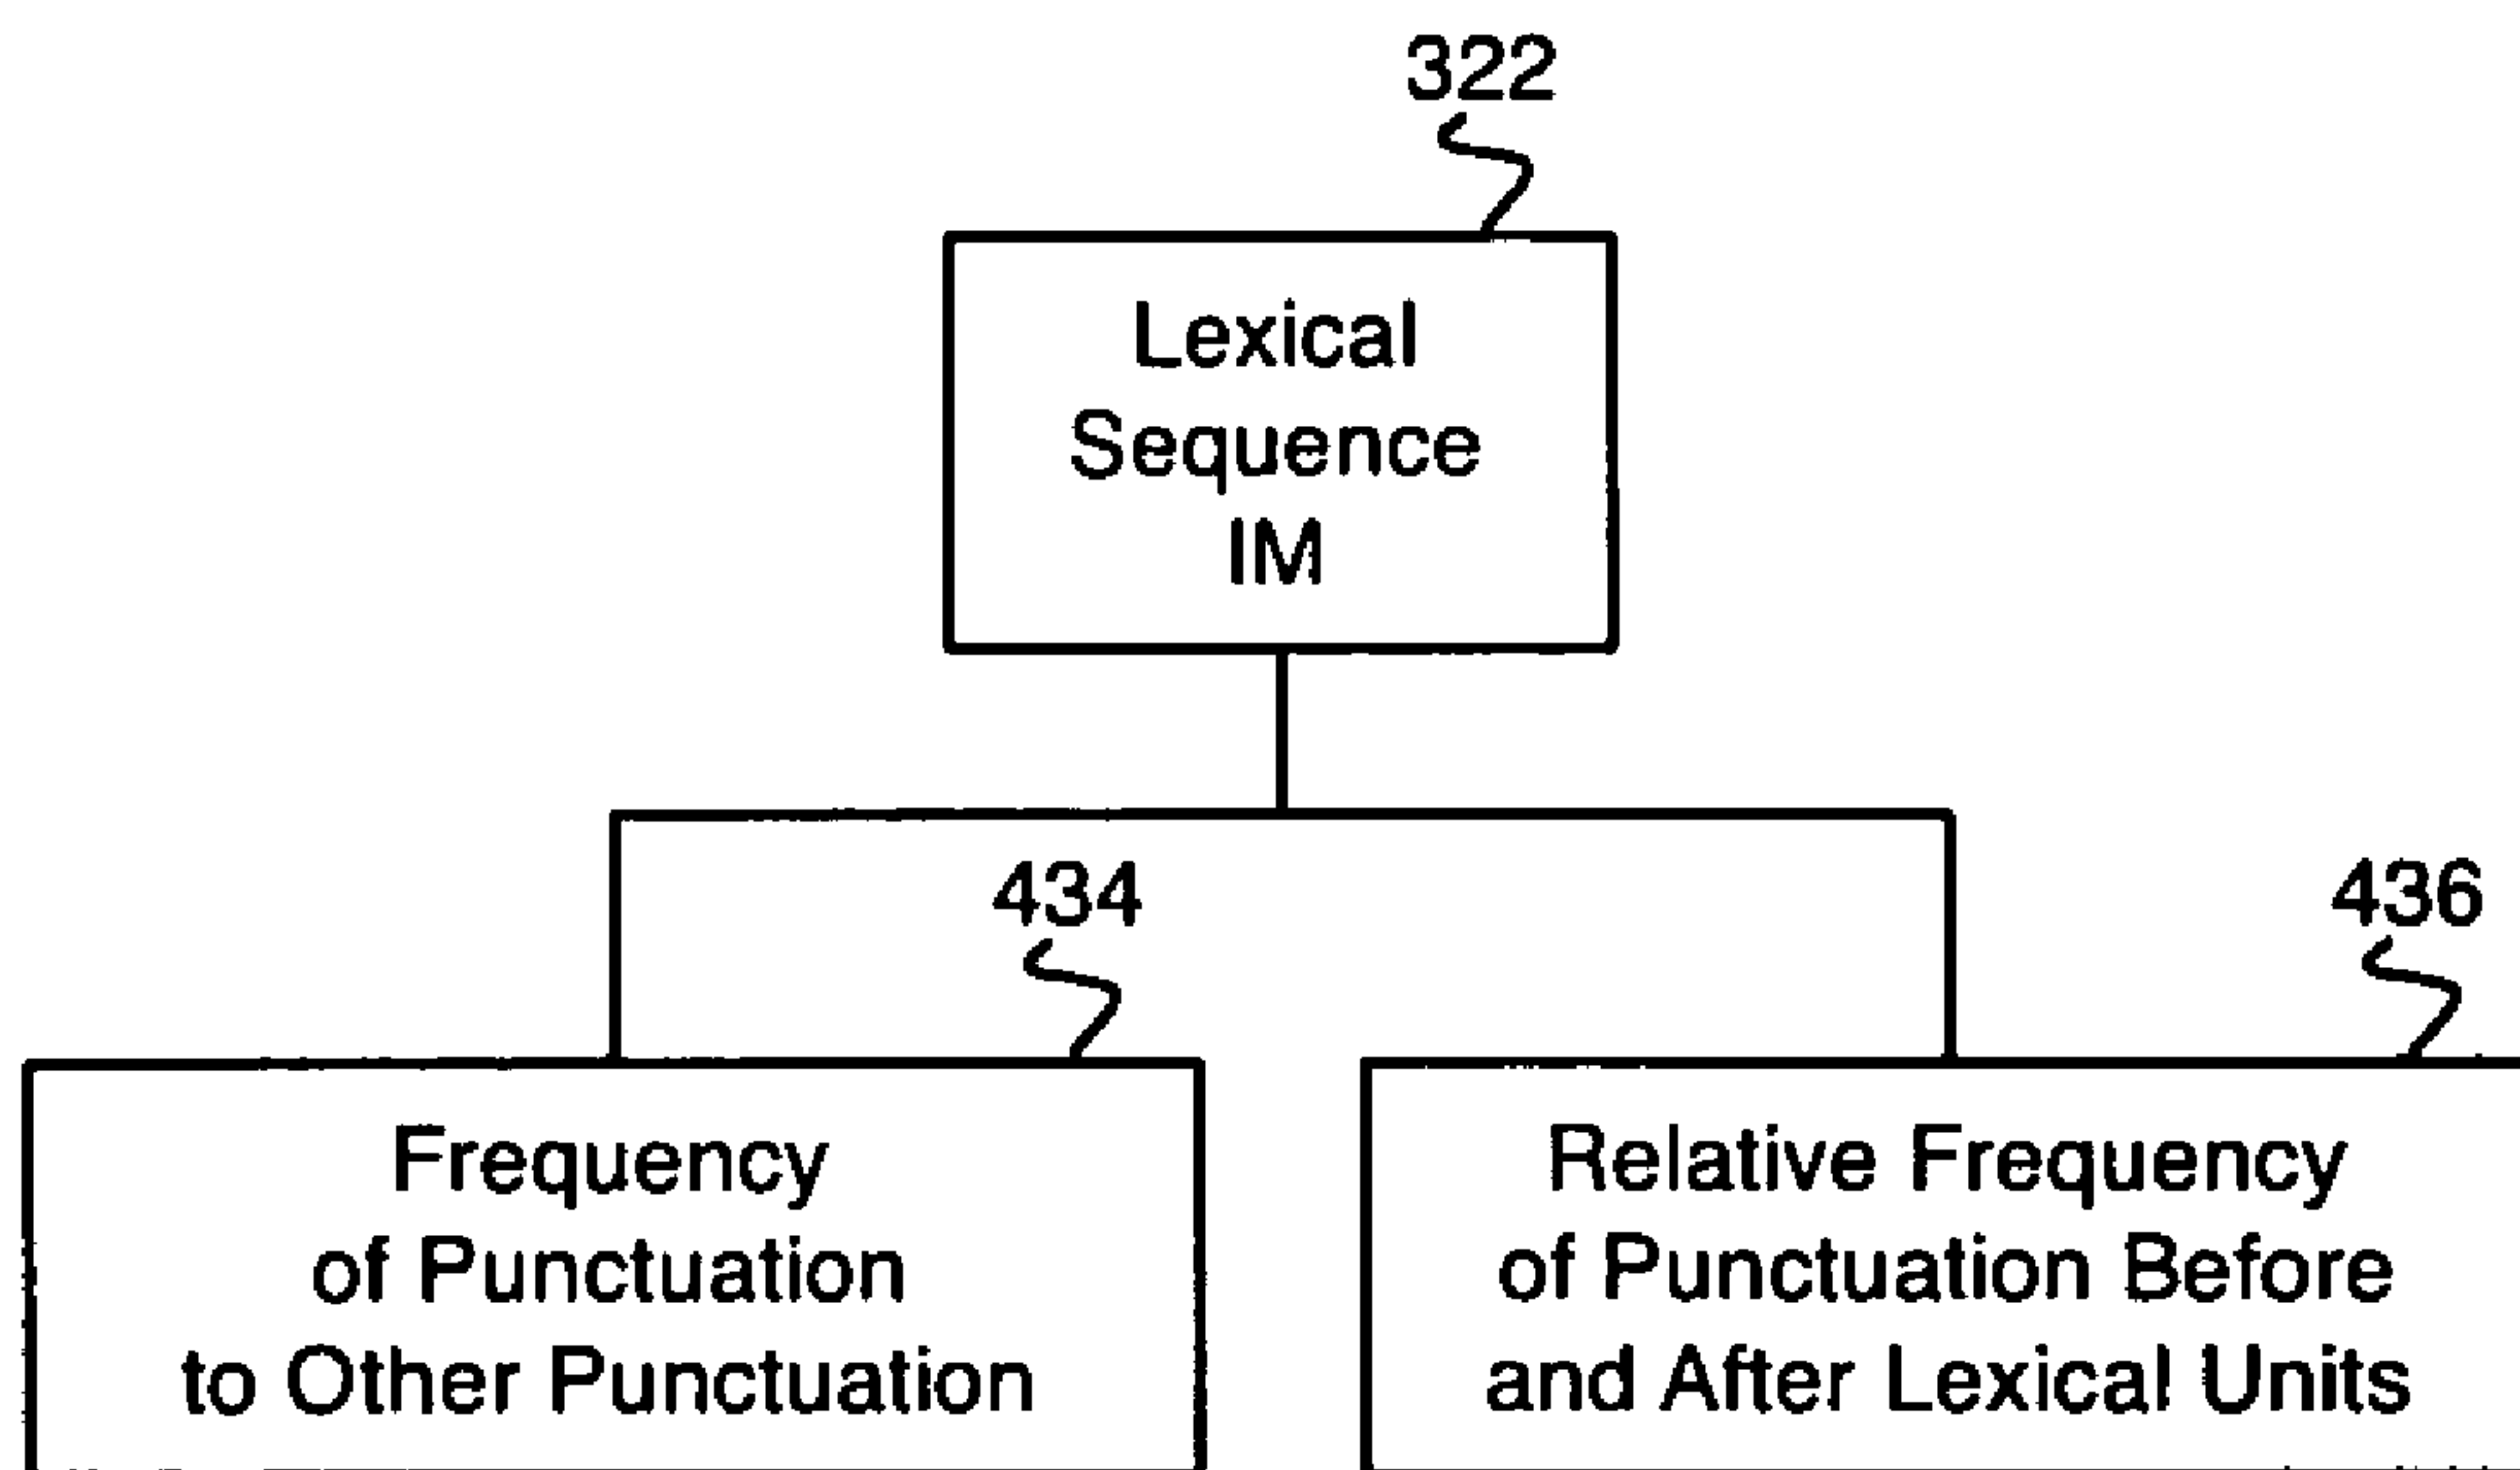 322
Lexical
Sequence
IM
434
436
Frequency
of Punctuation
to Other Punctuation
Relative Frequency
of Punctuation Before
and After Lexical Units